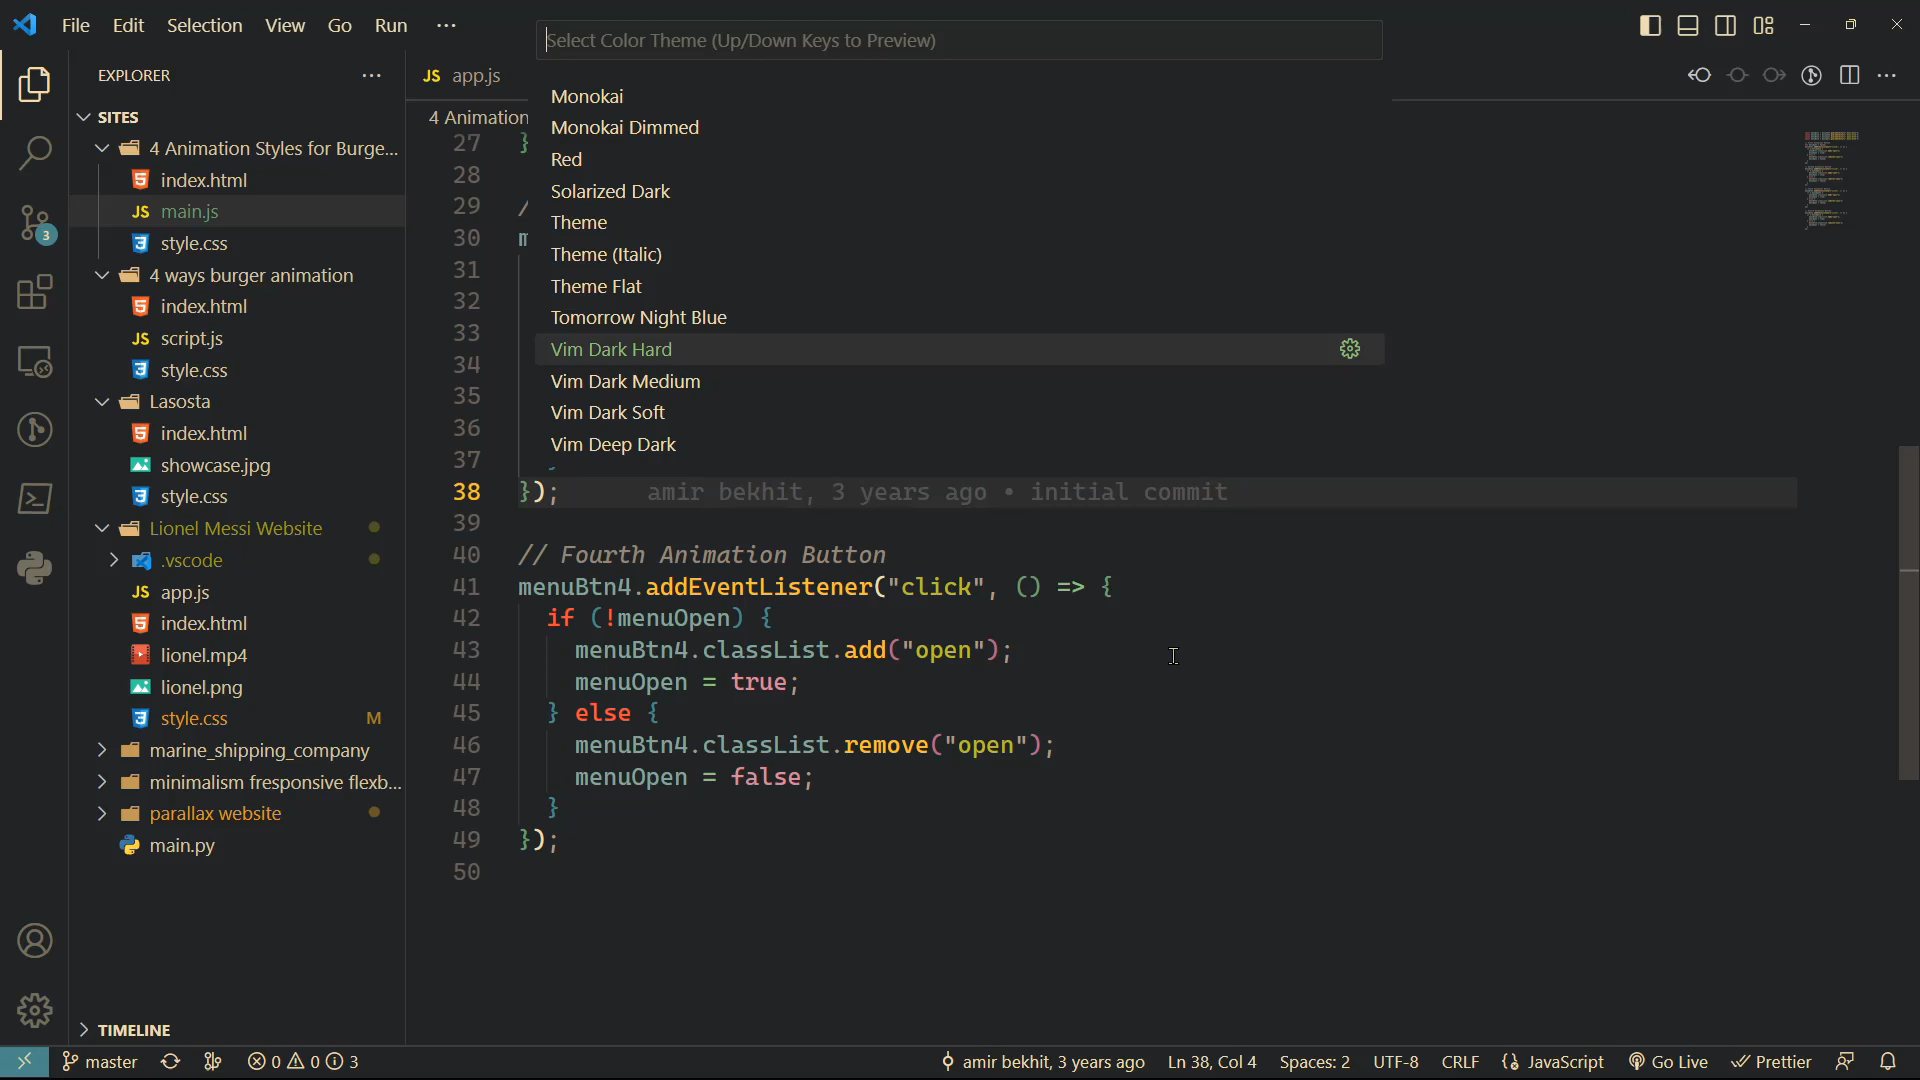 File Edit Selection View Go Run ...
Select Color Theme (Up/Down Keys to Preview)
EXPLORER
JS app.js
SITES
4 Animation
4 Animation Styles for Burge...
index.html
JS main.js
style.css
4 ways burger animation
index.html
JS script.js
style.css
Lasosta
index.html
showcase.jpg
style.css
Lionel Messi Website
.vscode
JS app.js
index.html
lionel.mp4
lionel.png
style.css M
marine_shipping_company
minimalism fresponsive flexb...
parallax website
main.py
TIMELINE
3
Monokai
Monokai Dimmed
Red
Solarized Dark
Theme
Theme (Italic)
Theme Flat
Tomorrow Night Blue
Vim Dark Hard
Vim Dark Medium
Vim Dark Soft
Vim Deep Dark
27 }
28
29 /
30 m
31
32
33
34
35
36
37
38 }); amir bekhit, 3 years ago • initial commit
39
40 // Fourth Animation Button
41 menuBtn4.addEventListener("click", () => {
42 if (!menuOpen) {
43 menuBtn4.classList.add("open");
44 menuOpen = true;
45 } else {
46 menuBtn4.classList.remove("open");
47 menuOpen = false;
48 }
49 });
50
master 0 0 3 amir bekhit, 3 years ago Ln 38, Col 4 Spaces: 2 UTF-8 CRLF {} JavaScript Go Live Prettier